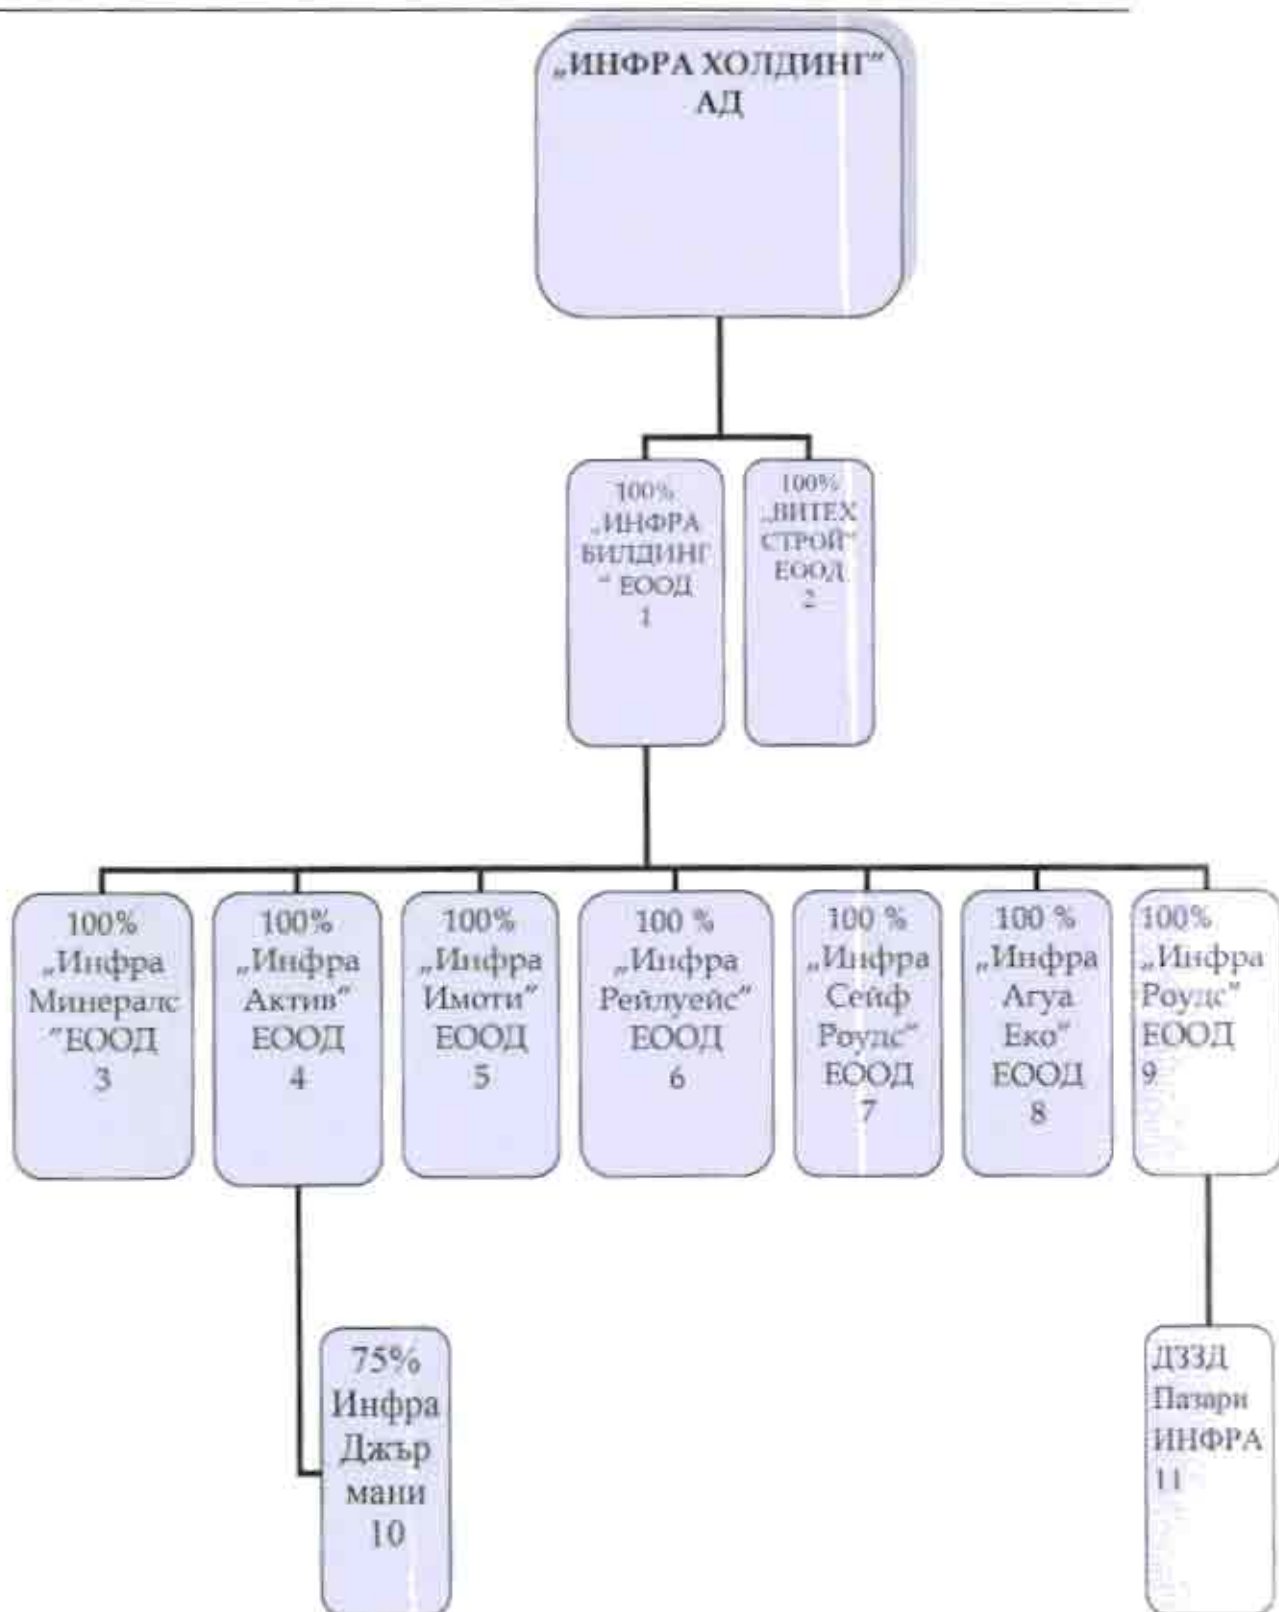 „ИНФРА ХОЛДИНГ"
АД
100%
„ИНФРА
БИЛДИНГ
" ЕООД
1
100%
„ВИТЕХ
СТРОЙ"
ЕООД
2
100%
„Инфра
Минералс
"ЕООД
3
100%
„Инфра
Актив"
ЕООД
4
100%
„Инфра
Имоти"
ЕООД
5
100 %
„Инфра
Рейлуейс"
ЕООД
6
100 %
„Инфра
Сейф
Роудс"
ЕООД
7
100 %
„Инфра
Агуа
Еко"
ЕООД
8
100%
„Инфра
Роудс"
ЕООД
9
75%
Инфра
Джър
мани
10
ДЗЗД
Пазари
ИНФРА
11